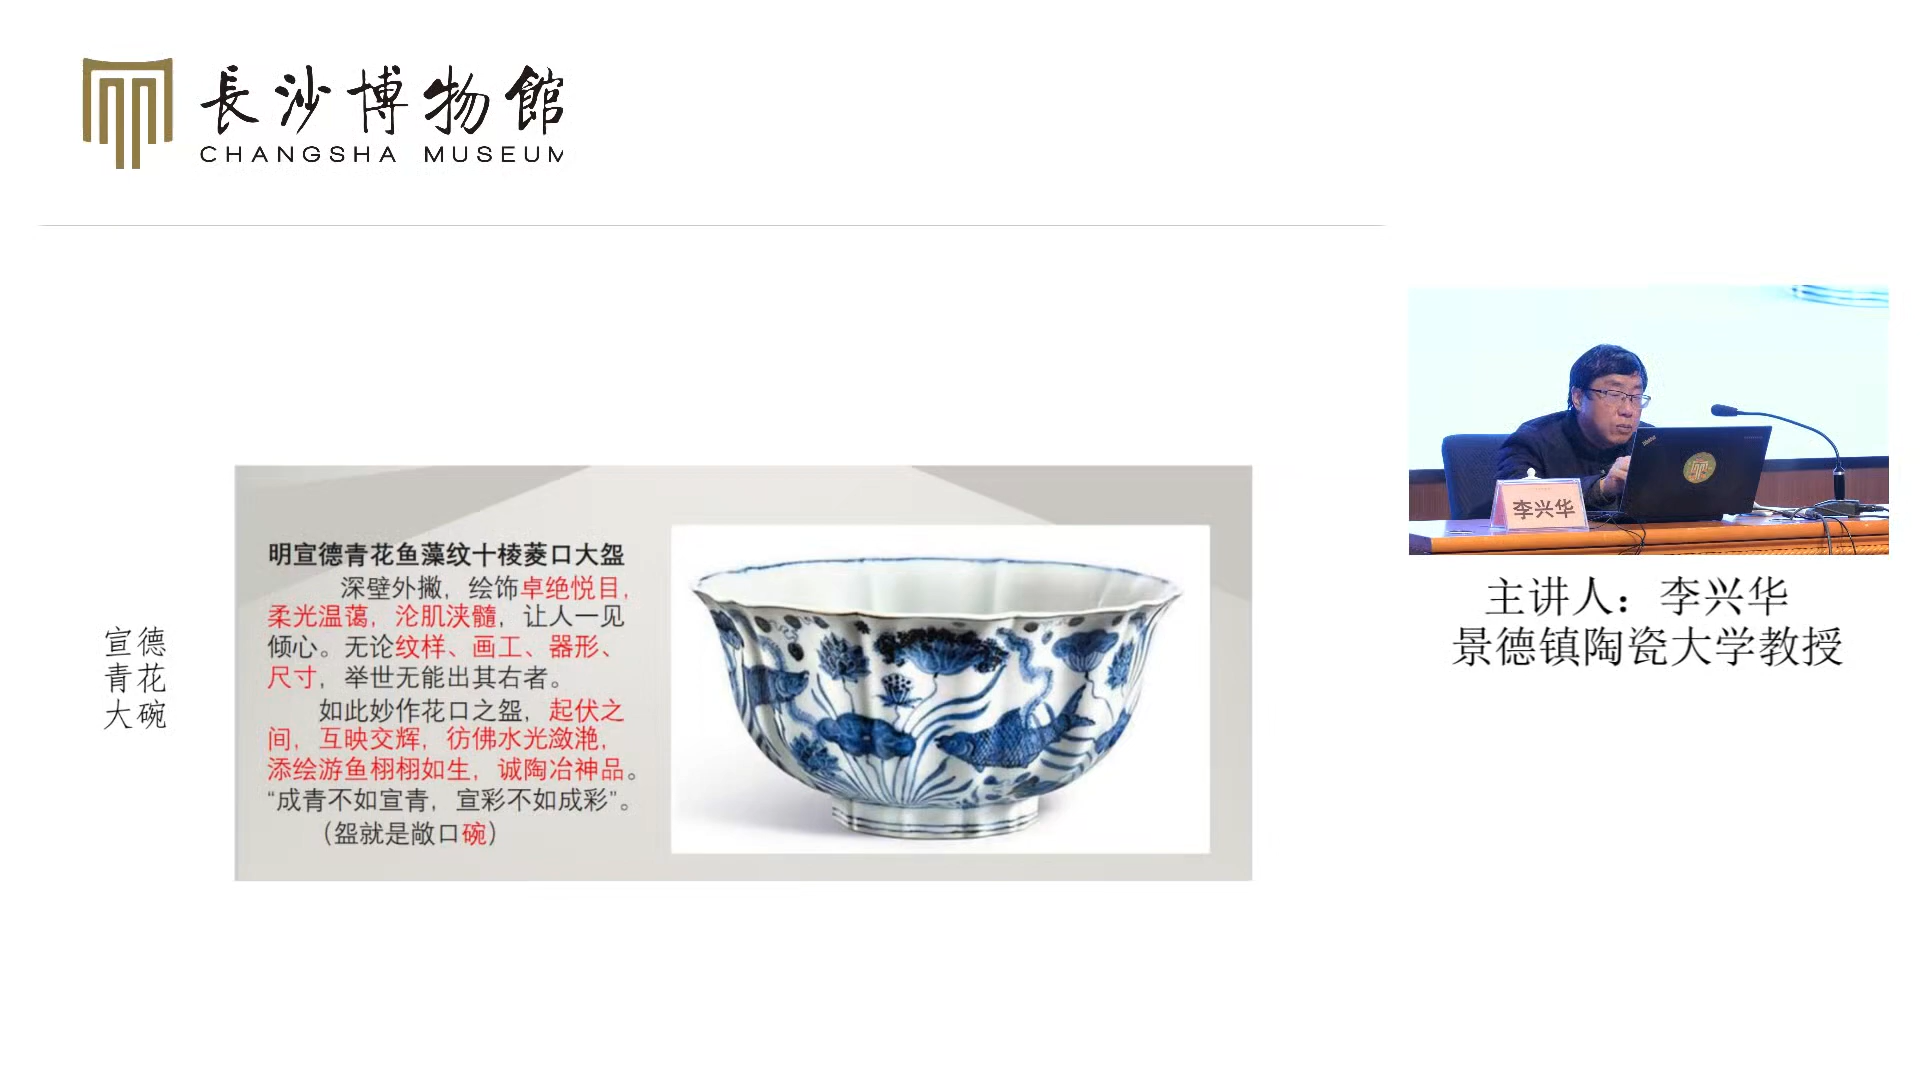 長沙博物館
CHANGSHA MUSEUM
宣德
青花
大碗
明宣德青花鱼藻纹十棱菱口大盌
深壁外撇，绘饰卓绝悦目，
柔光温蔼，沦肌浃髓，让人一见
倾心。无论纹样、画工、器形、
尺寸，举世无能出其右者。
如此妙作花口之盌，起伏之
间，互映交辉，彷佛水光潋滟，
添绘游鱼栩栩如生，诚陶冶神品。
“成青不如宣青，宣彩不如成彩”。
（盌就是敞口碗）
李兴华
主讲人：李兴华
景德镇陶瓷大学教授